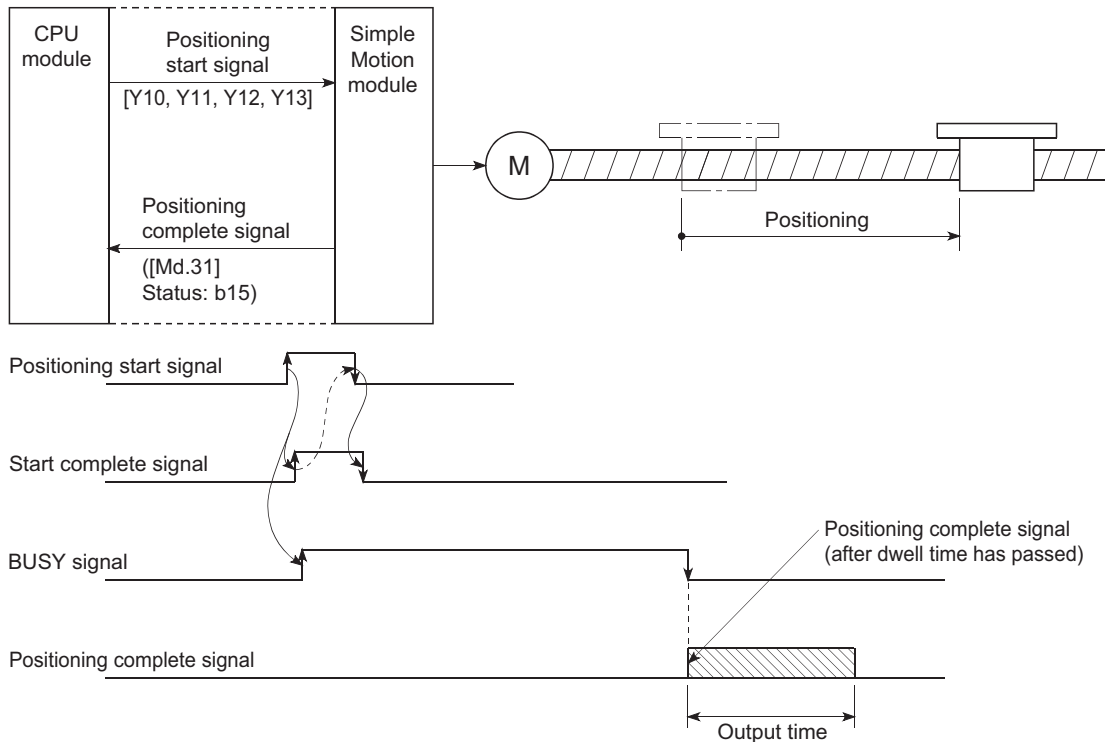 CPU
module
Positioning
start signal
[Y10, Y11, Y12, Y13]
Simple
Motion
module
Positioning
complete signal
([Md.31]
Status: b15)
M
Positioning
Positioning start signal
Start complete signal
BUSY signal
Positioning complete signal
(after dwell time has passed)
Positioning complete signal
Output time